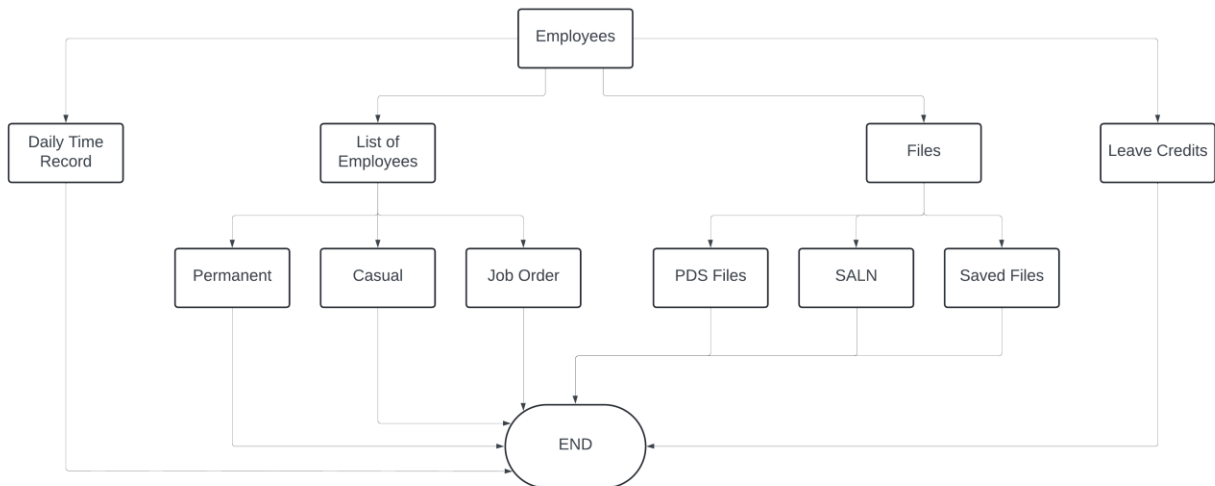 Employees
Daily Time
Record
List of
Employees
Files
Leave Credits
Permanent
Casual
Job Order
PDS Files
SALN
Saved Files
END